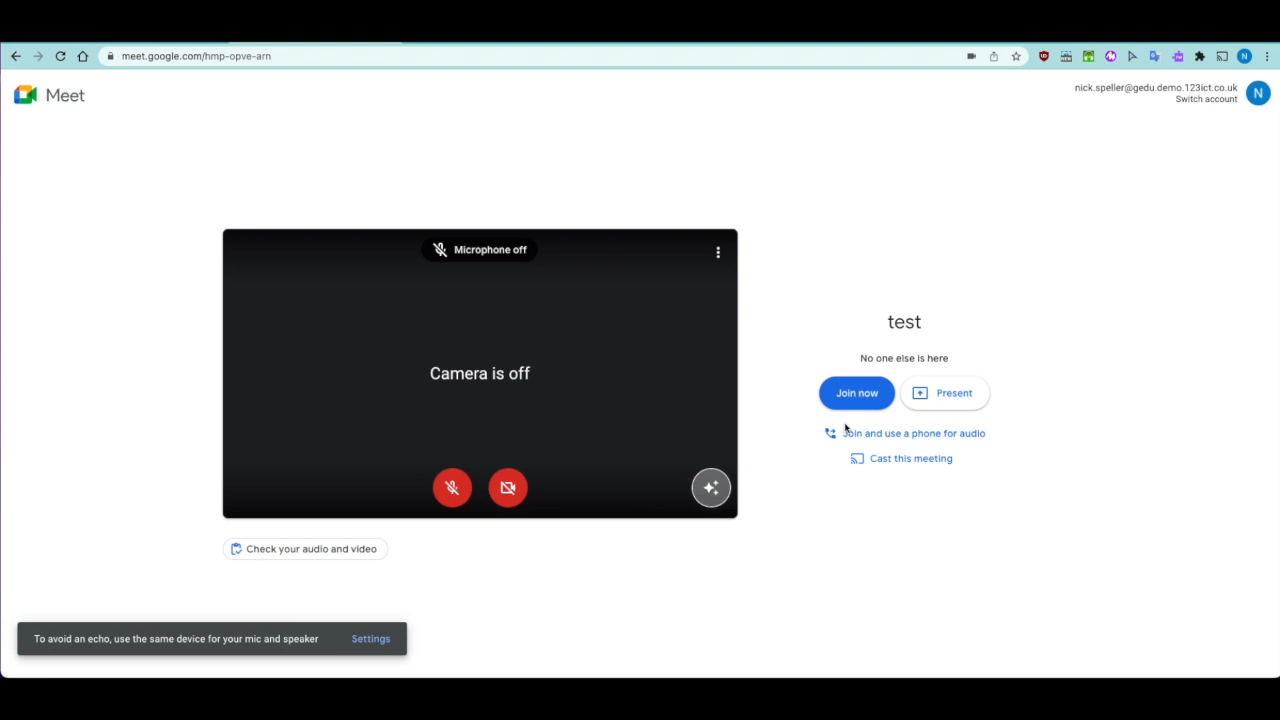 meet.google.com/hmp-opve-arn
N
Meet
nick.speller@gedu.demo.123ict.co.uk
Switch account
N
Microphone off
Camera is off
test
No one else is here
Join now
Present
Join and use a phone for audio
Cast this meeting
Check your audio and video
To avoid an echo, use the same device for your mic and speaker
Settings